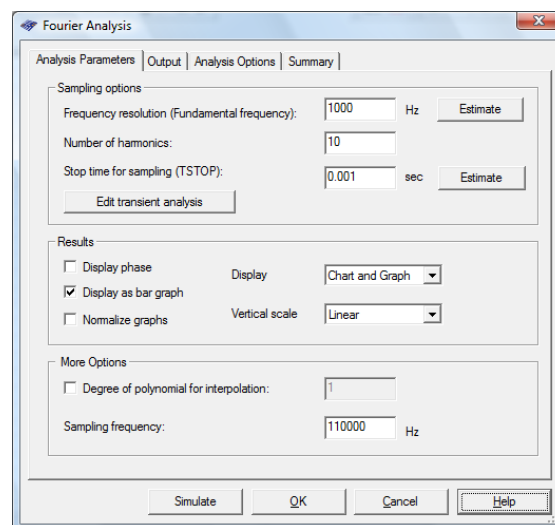 Fourier Analysis
Analysis Parameters Output Analysis Options Summary
Sampling options
Frequency resolution (Fundamental frequency): 1000 Hz Estimate
Number of harmonics: 10
Stop time for sampling (TSTOP): 0.001 sec Estimate
Edit transient analysis
Results
Display phase
Display Chart and Graph
Display as bar graph
Vertical scale Linear
Normalize graphs
More Options
Degree of polynomial for interpolation: 1
Sampling frequency: 110000 Hz
Simulate OK Cancel Help